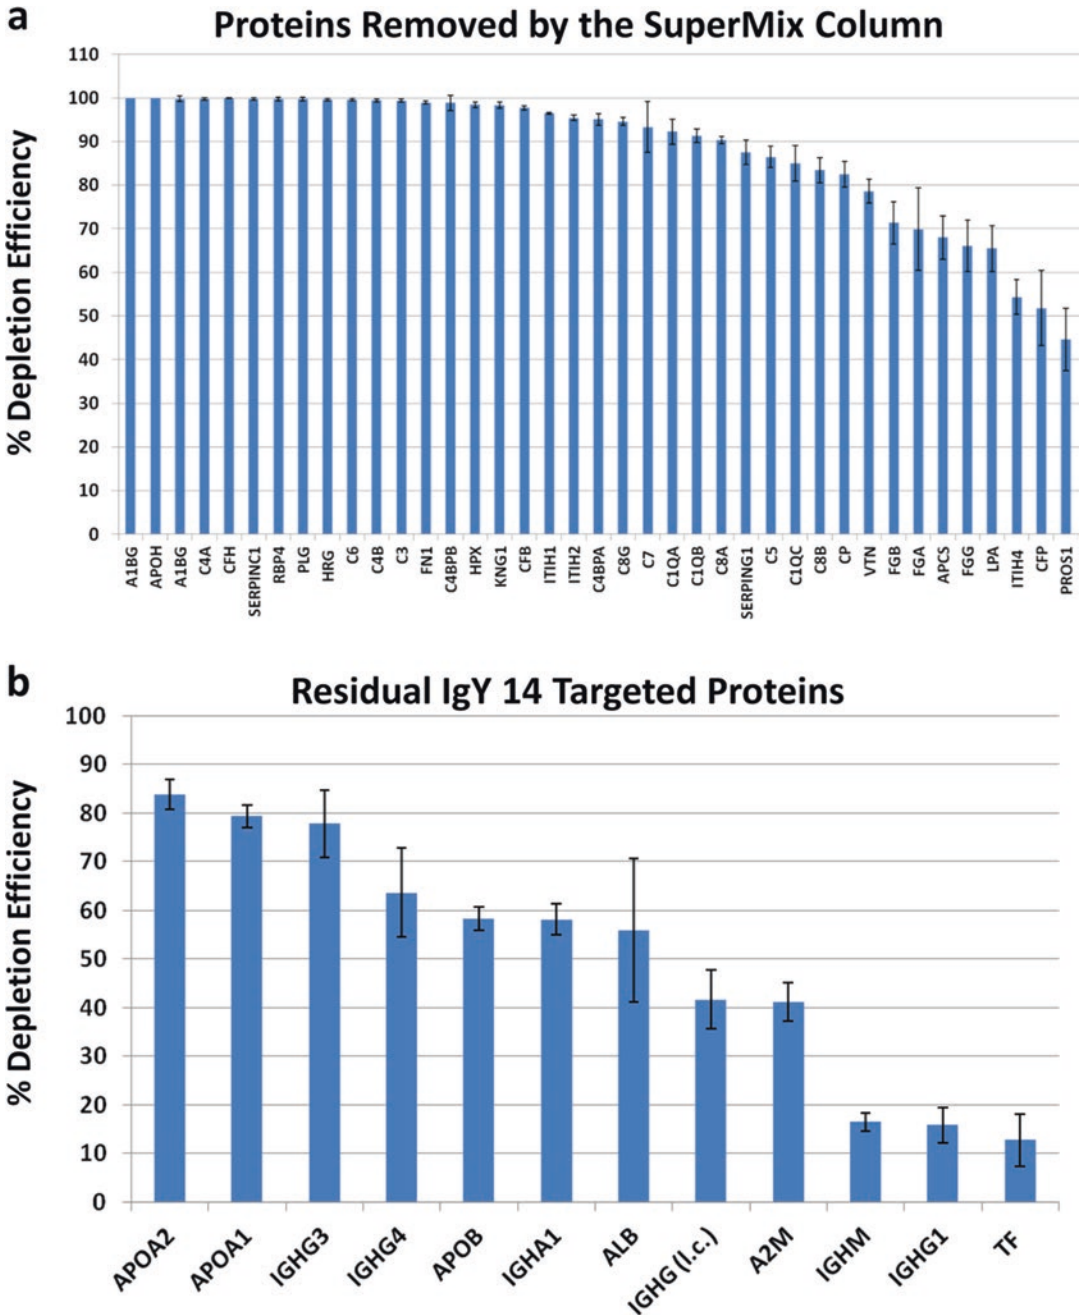 a
Proteins Removed by the SuperMix Column
% Depletion Efficiency
110
100
90
80
70
60
50
40
30
20
10
0
A1BG
APOH
A1BG
C4A
CFH
SERPINC1
RBP4
PLG
HRG
C6
C4B
C3
FN1
C4BPB
HPX
KNG1
CFB
ITIH1
ITIH2
C4BPA
C8G
C7
C1QA
C1QB
C8A
SERPING1
C5
C1QC
C8B
CP
VTN
FGB
FGA
APCS
FGG
LPA
ITIH4
CFP
PROS1
b
Residual IgY 14 Targeted Proteins
% Depletion Efficiency
100
90
80
70
60
50
40
30
20
10
0
APOA2
APOA1
IGHG3
IGHG4
APOB
IGHA1
ALB
IGHG (l.c.)
A2M
IGHM
IGHG1
TF